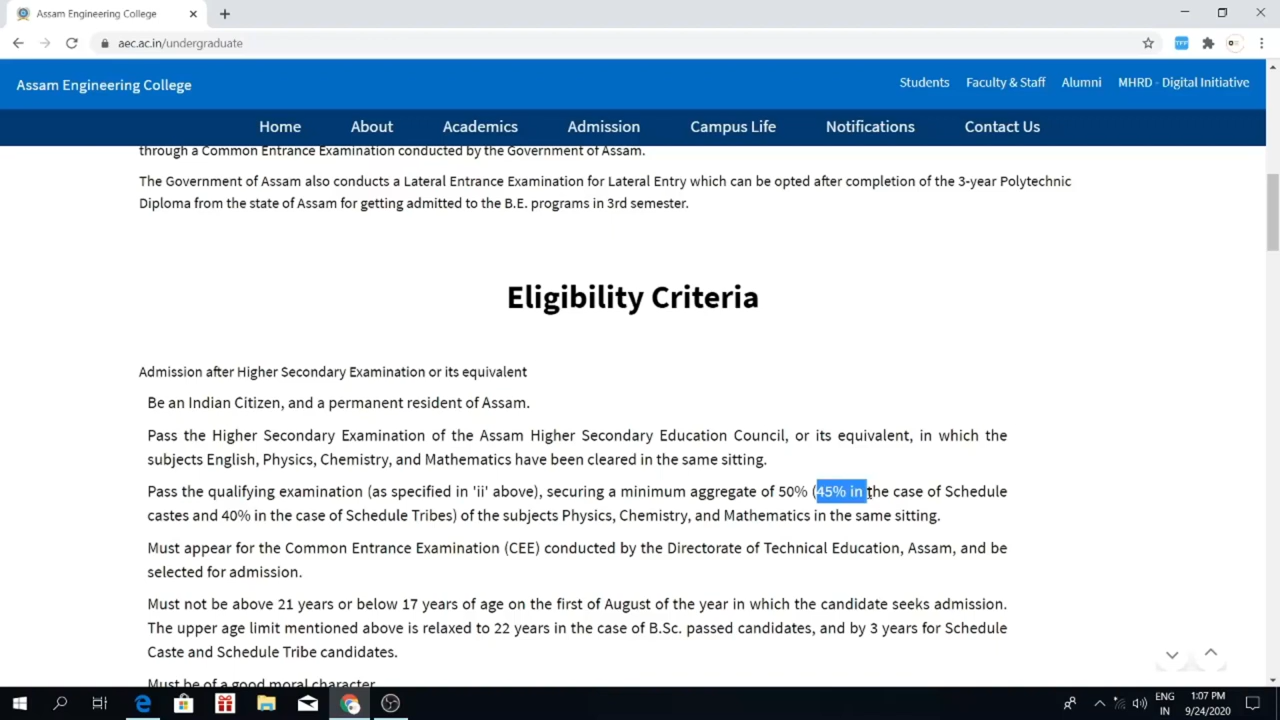 Assam Engineering College
aec.ac.in/undergraduate
Assam Engineering College
Students Faculty & Staff Alumni MHRD - Digital Initiative
Home About Academics Admission Campus Life Notifications Contact Us
through a Common Entrance Examination conducted by the Government of Assam.
The Government of Assam also conducts a Lateral Entrance Examination for Lateral Entry which can be opted after completion of the 3-year Polytechnic
Diploma from the state of Assam for getting admitted to the B.E. programs in 3rd semester.
Eligibility Criteria
Admission after Higher Secondary Examination or its equivalent
Be an Indian Citizen, and a permanent resident of Assam.
Pass the Higher Secondary Examination of the Assam Higher Secondary Education Council, or its equivalent, in which the
subjects English, Physics, Chemistry, and Mathematics have been cleared in the same sitting.
Pass the qualifying examination (as specified in 'ii' above), securing a minimum aggregate of 50% (45% in the case of Schedule
castes and 40% in the case of Schedule Tribes) of the subjects Physics, Chemistry, and Mathematics in the same sitting.
Must appear for the Common Entrance Examination (CEE) conducted by the Directorate of Technical Education, Assam, and be
selected for admission.
Must not be above 21 years or below 17 years of age on the first of August of the year in which the candidate seeks admission.
The upper age limit mentioned above is relaxed to 22 years in the case of B.Sc. passed candidates, and by 3 years for Schedule
Caste and Schedule Tribe candidates.
Must be of a good moral character
ENG
IN
1:07 PM
9/24/2020